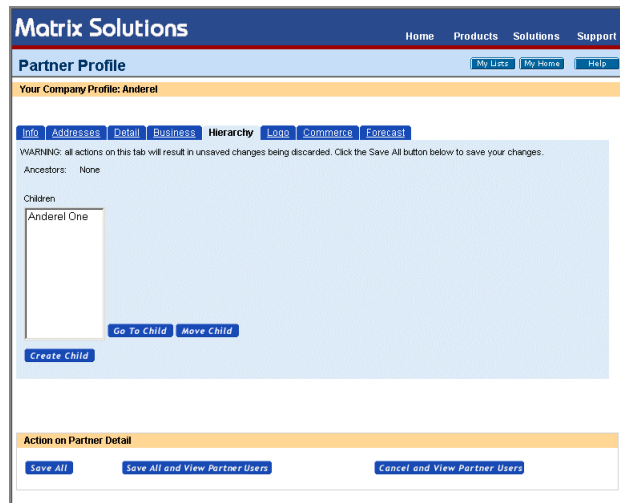 Matrix Solutions
Home Products Solutions Support
Partner Profile
My Lists My Home Help
Your Company Profile: Anderel
Info Addresses Detail Business Hierarchy Logo Commerce Forecast
WARNING: all actions on this tab will result in unsaved changes being discarded. Click the Save All button below to save your changes.
Ancestors: None
Children
Anderel One
Go To Child Move Child
Create Child
Action on Partner Detail
Save All Save All and View Partner Users Cancel and View Partner Users